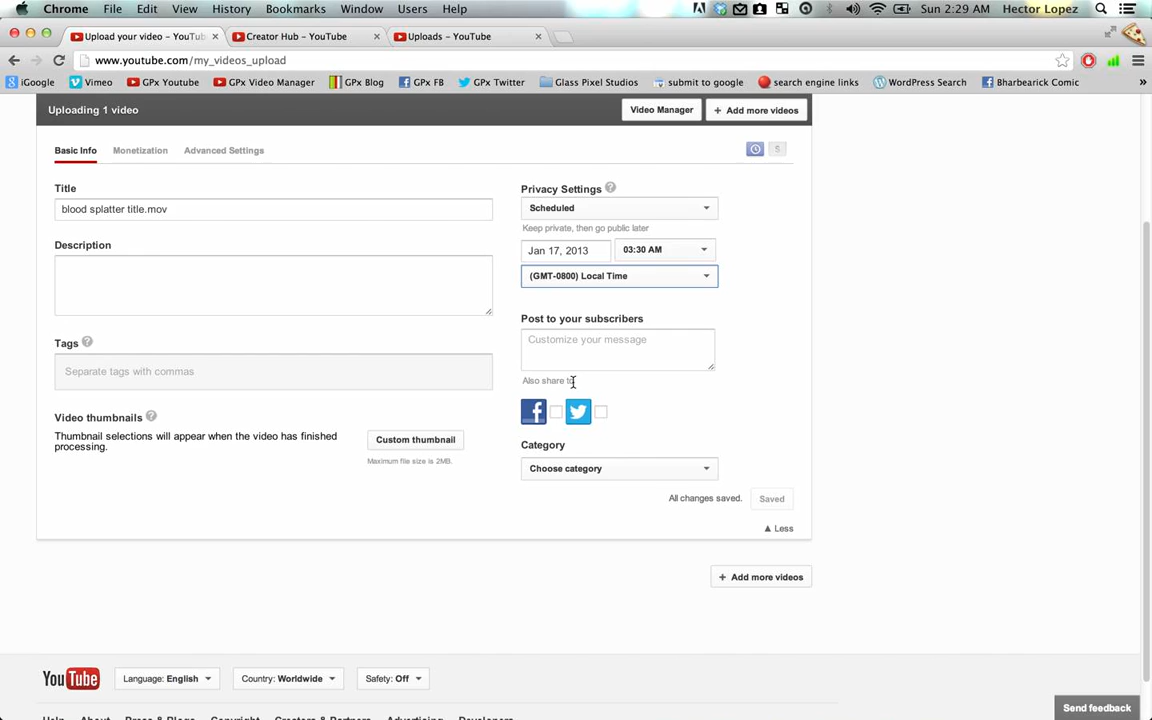 Chrome File Edit View History Bookmarks Window Users Help Sun 2:29 AM Hector Lopez
Upload your video – YouTub Creator Hub – YouTube Uploads – YouTube
www.youtube.com/my_videos_upload
iGoogle Vimeo GPx Youtube GPx Video Manager GPx Blog GPx FB GPx Twitter Glass Pixel Studios submit to google search engine links WordPress Search Bharbearick Comic »
Uploading 1 video Video Manager + Add more videos
Basic Info Monetization Advanced Settings $
Title Privacy Settings ?
blood splatter title.mov Scheduled
Keep private, then go public later
Description Jan 17, 2013 03:30 AM
(GMT-0800) Local Time
Post to your subscribers
Tags ? Customize your message
Separate tags with commas Also share to
Video thumbnails ?
Thumbnail selections will appear when the video has finished
processing.
Custom thumbnail
Maximum file size is 2MB.
Category
Choose category
All changes saved. Saved
Less
+ Add more videos
YouTube Language: English Country: Worldwide Safety: Off
Help About Press & Blogs Copyright Creators & Partners Advertising Developers
Send feedback